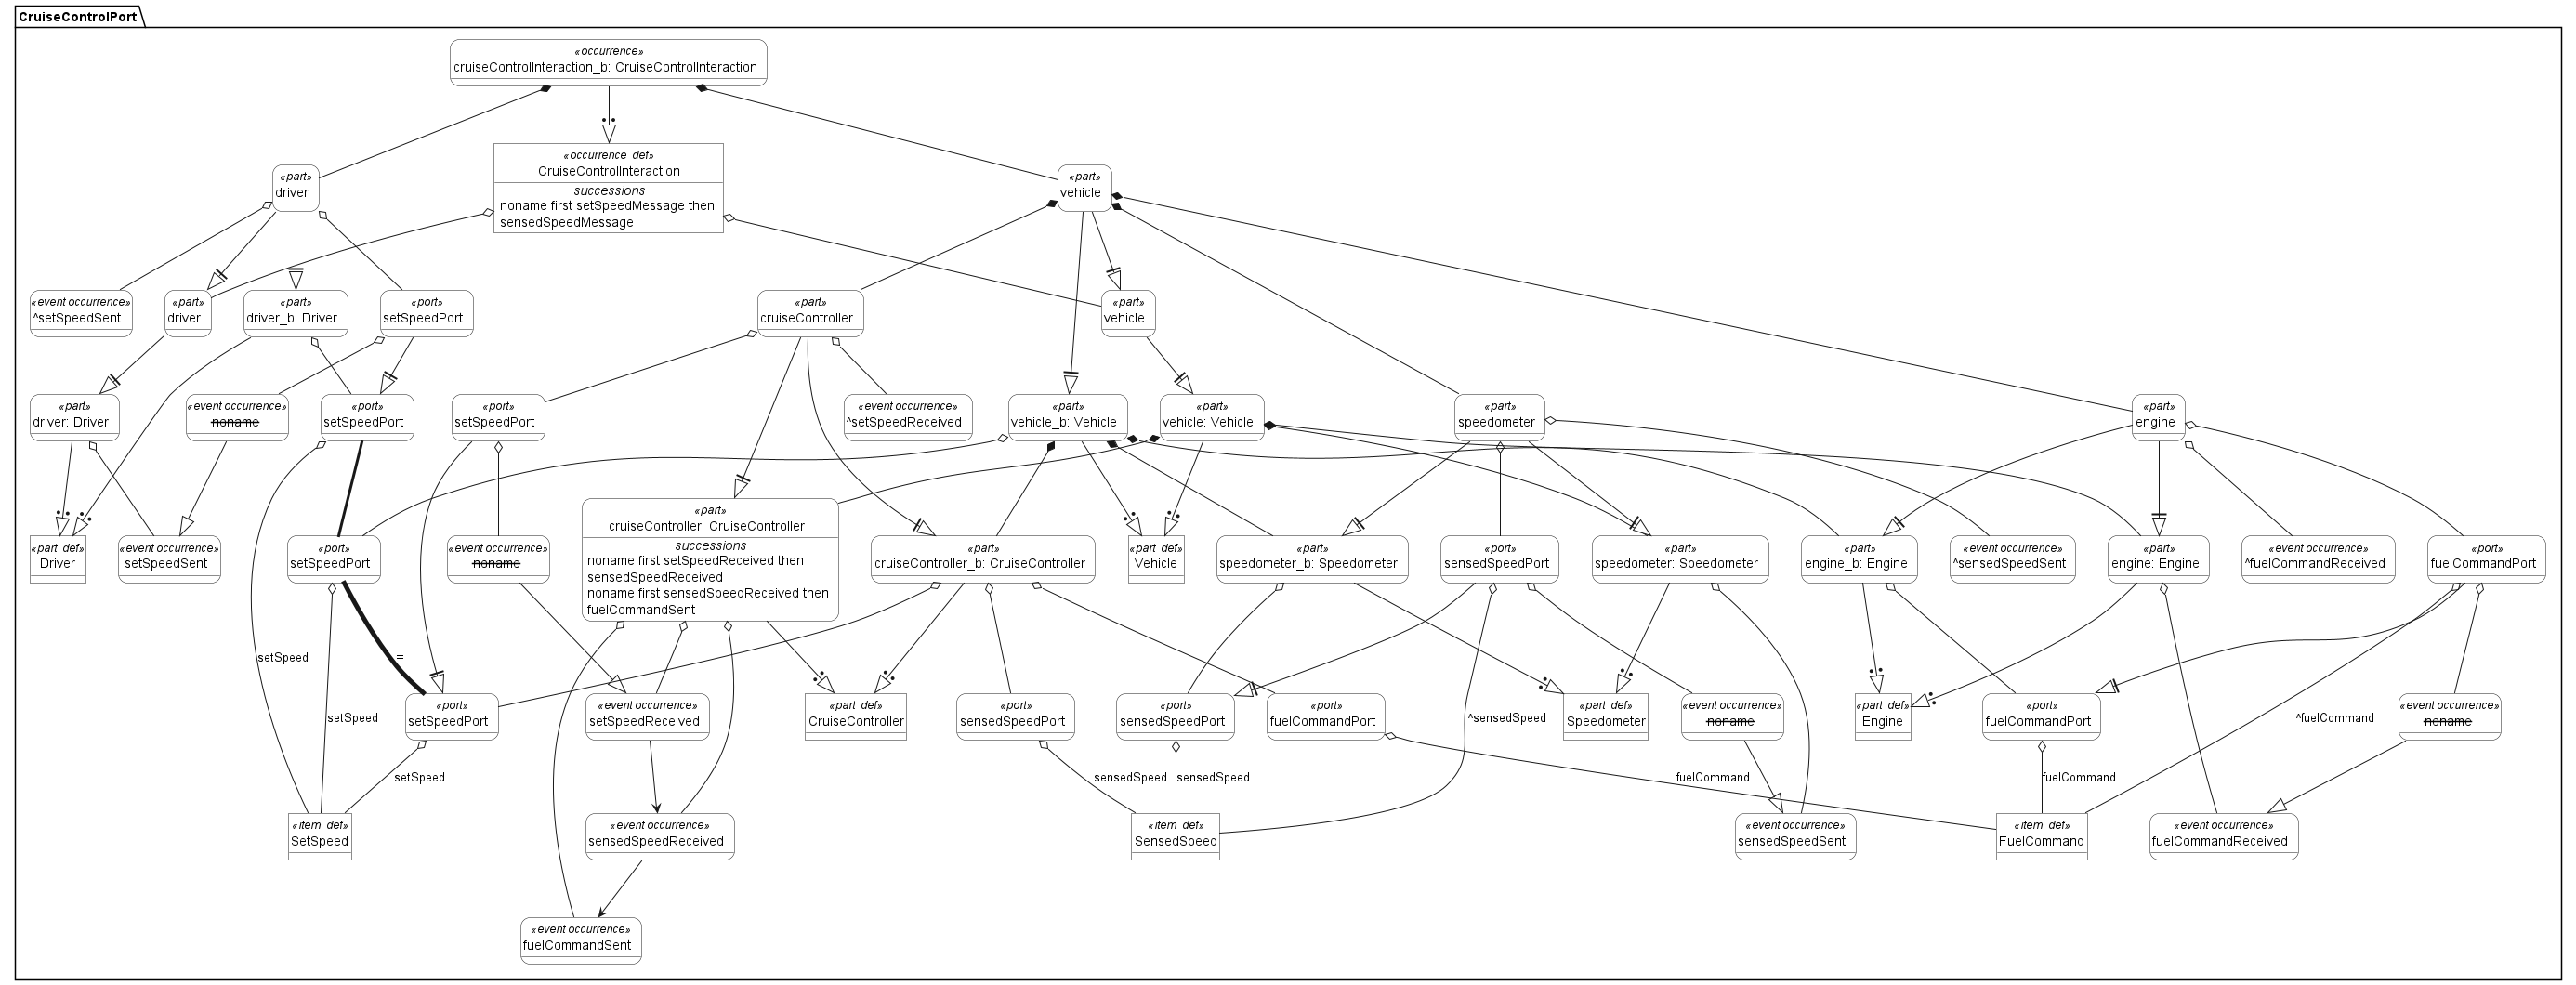 CruiseControlPort
«occurrence»
cruiseControlInteraction_b: CruiseControlInteraction
«occurrence def»
CruiseControlInteraction
successions
noname first setSpeedMessage then
sensedSpeedMessage
«part»
driver
«part»
vehicle
«event occurrence»
^setSpeedSent
«part»
driver
«part»
driver_b: Driver
«port»
setSpeedPort
«part»
cruiseController
«part»
vehicle
«part»
driver: Driver
«event occurrence»
noname
«port»
setSpeedPort
«port»
setSpeedPort
«event occurrence»
^setSpeedReceived
«part»
vehicle_b: Vehicle
«part»
vehicle: Vehicle
«part»
speedometer
«part»
engine
«part def»
Driver
«event occurrence»
setSpeedSent
«port»
setSpeedPort
«event occurrence»
noname
«part»
cruiseController: CruiseController
successions
noname first setSpeedReceived then
sensedSpeedReceived
noname first sensedSpeedReceived then
fuelCommandSent
«part»
cruiseController_b: CruiseController
«part def»
Vehicle
«part»
speedometer_b: Speedometer
«port»
sensedSpeedPort
«part»
speedometer: Speedometer
«part»
engine_b: Engine
«event occurrence»
^sensedSpeedSent
«part»
engine: Engine
«event occurrence»
^fuelCommandReceived
«port»
fuelCommandPort
setSpeed
=
setSpeed
«port»
setSpeedPort
«event occurrence»
setSpeedReceived
«part def»
CruiseController
«port»
sensedSpeedPort
«port»
sensedSpeedPort
«port»
fuelCommandPort
^sensedSpeed
«part def»
Speedometer
«event occurrence»
noname
«part def»
Engine
«port»
fuelCommandPort
^fuelCommand
«event occurrence»
noname
setSpeed
sensedSpeed
sensedSpeed
fuelCommand
fuelCommand
«item def»
SetSpeed
«event occurrence»
sensedSpeedReceived
«item def»
SensedSpeed
«event occurrence»
sensedSpeedSent
«item def»
FuelCommand
«event occurrence»
fuelCommandReceived
«event occurrence»
fuelCommandSent